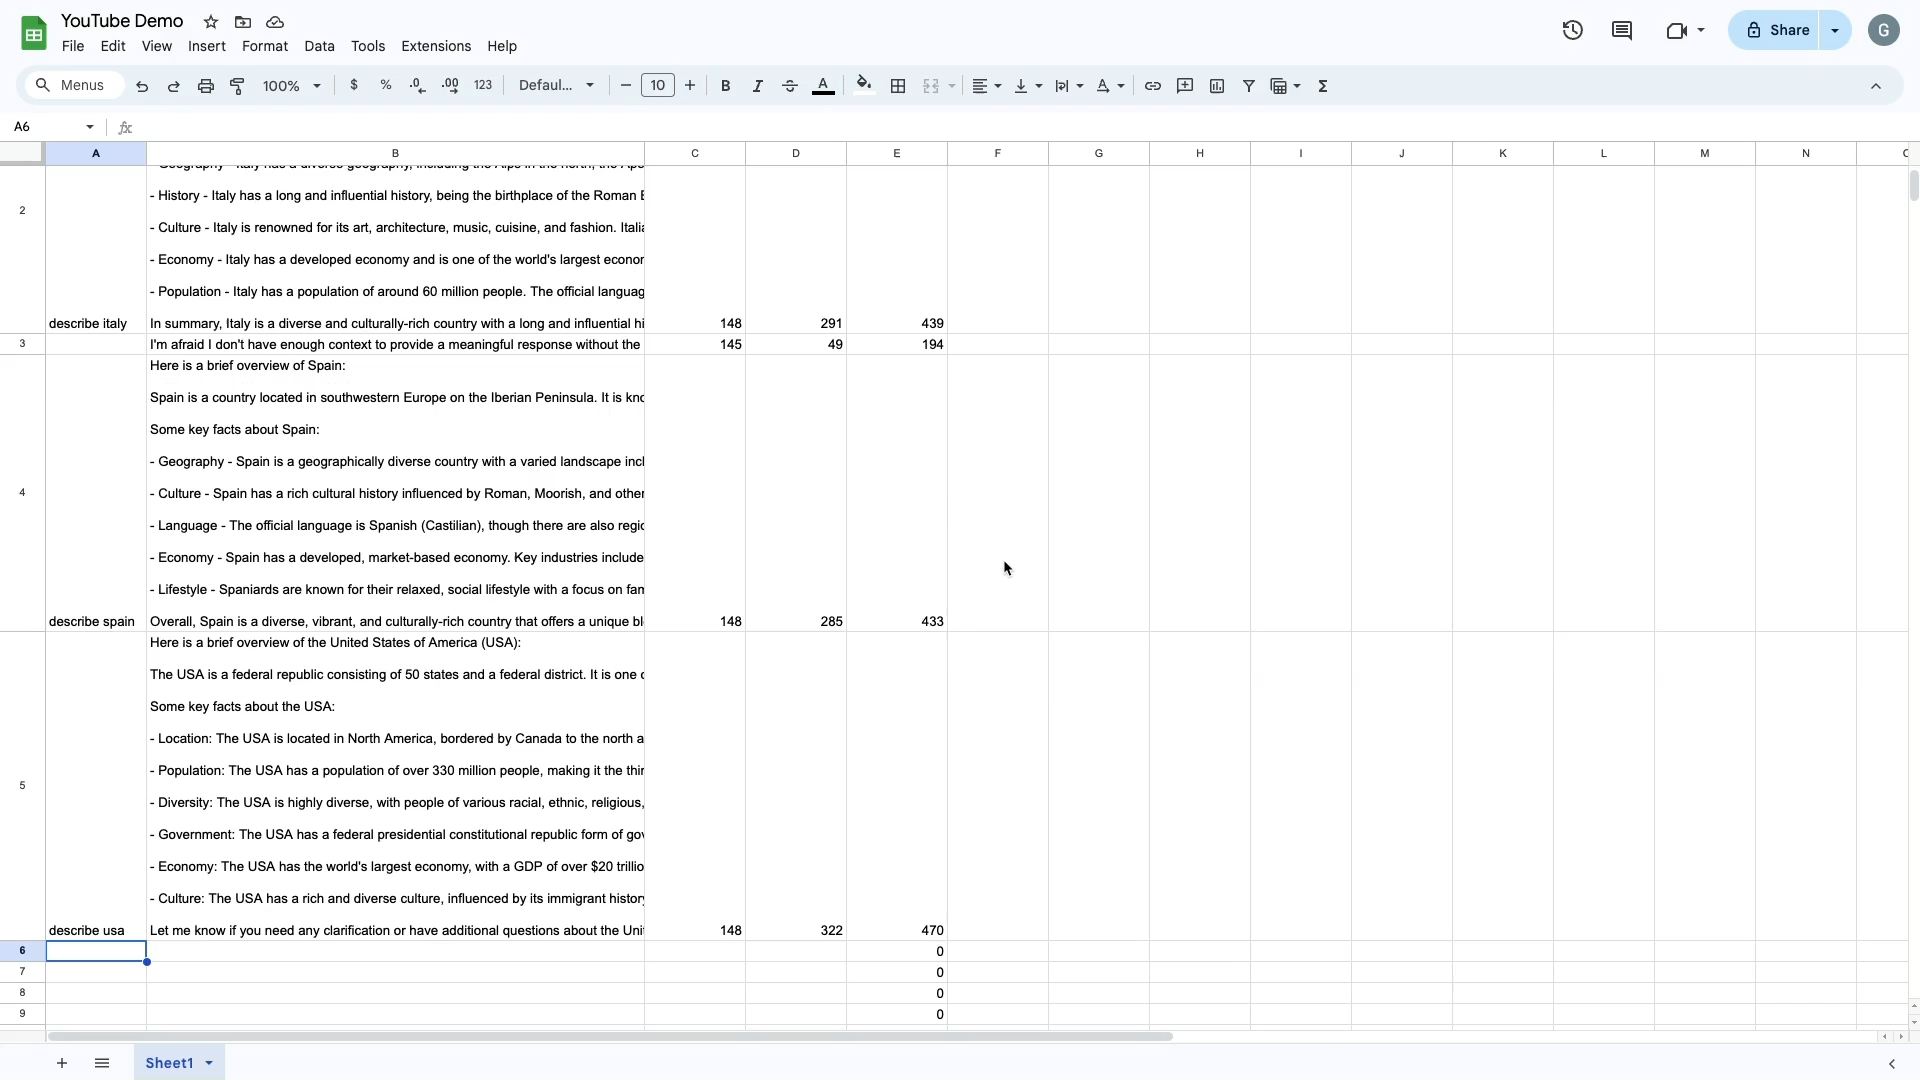 YouTube Demo
File Edit View Insert Format Data Tools Extensions Help
Share
G
Menus 100% $ % .0 .00 123 Defaul... 10 B I A Σ
A6 fx
A B C D E F G H I J K L M N
- History - Italy has a long and influential history, being the birthplace of the Roman E
2
- Culture - Italy is renowned for its art, architecture, music, cuisine, and fashion. Italia
- Economy - Italy has a developed economy and is one of the world's largest econor
- Population - Italy has a population of around 60 million people. The official languag
describe italy In summary, Italy is a diverse and culturally-rich country with a long and influential hi 148 291 439
3 I'm afraid I don't have enough context to provide a meaningful response without the 145 49 194
Here is a brief overview of Spain:
Spain is a country located in southwestern Europe on the Iberian Peninsula. It is kno
Some key facts about Spain:
- Geography - Spain is a geographically diverse country with a varied landscape incl
4 - Culture - Spain has a rich cultural history influenced by Roman, Moorish, and other
- Language - The official language is Spanish (Castilian), though there are also regio
- Economy - Spain has a developed, market-based economy. Key industries include
- Lifestyle - Spaniards are known for their relaxed, social lifestyle with a focus on fam
describe spain Overall, Spain is a diverse, vibrant, and culturally-rich country that offers a unique bl 148 285 433
Here is a brief overview of the United States of America (USA):
The USA is a federal republic consisting of 50 states and a federal district. It is one o
Some key facts about the USA:
- Location: The USA is located in North America, bordered by Canada to the north a
- Population: The USA has a population of over 330 million people, making it the thir
5
- Diversity: The USA is highly diverse, with people of various racial, ethnic, religious,
- Government: The USA has a federal presidential constitutional republic form of gov
- Economy: The USA has the world's largest economy, with a GDP of over $20 trillio
- Culture: The USA has a rich and diverse culture, influenced by its immigrant history
describe usa Let me know if you need any clarification or have additional questions about the Uni 148 322 470
6 0
7 0
8 0
9 0
Sheet1